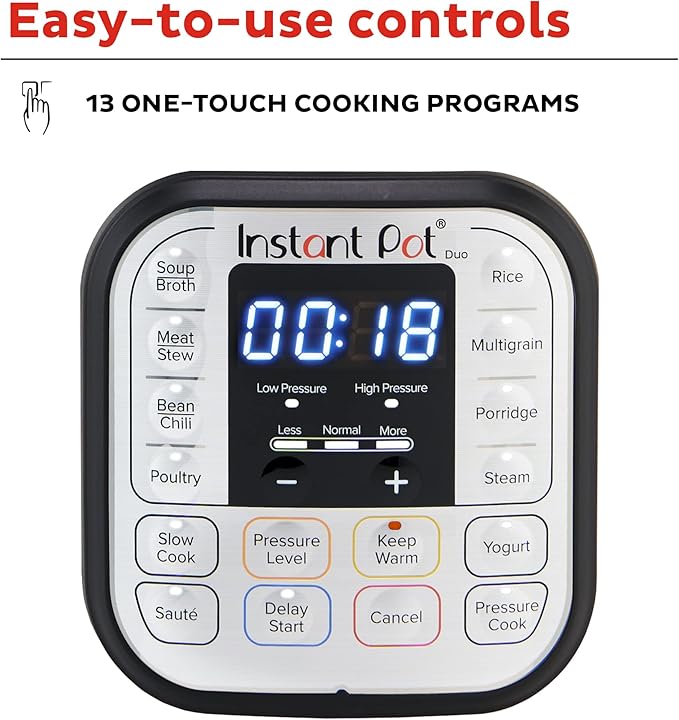 Easy-to-use controls
13 ONE-TOUCH COOKING PROGRAMS
Instant Pot® Duo
Soup
Broth
Rice
00:18
Meat
Stew
Multigrain
Low Pressure High Pressure
Bean
Chili
Porridge
Less Normal More
Poultry
− +
Steam
Slow
Cook
Pressure
Level
Keep
Warm
Yogurt
Sauté
Delay
Start
Cancel
Pressure
Cook